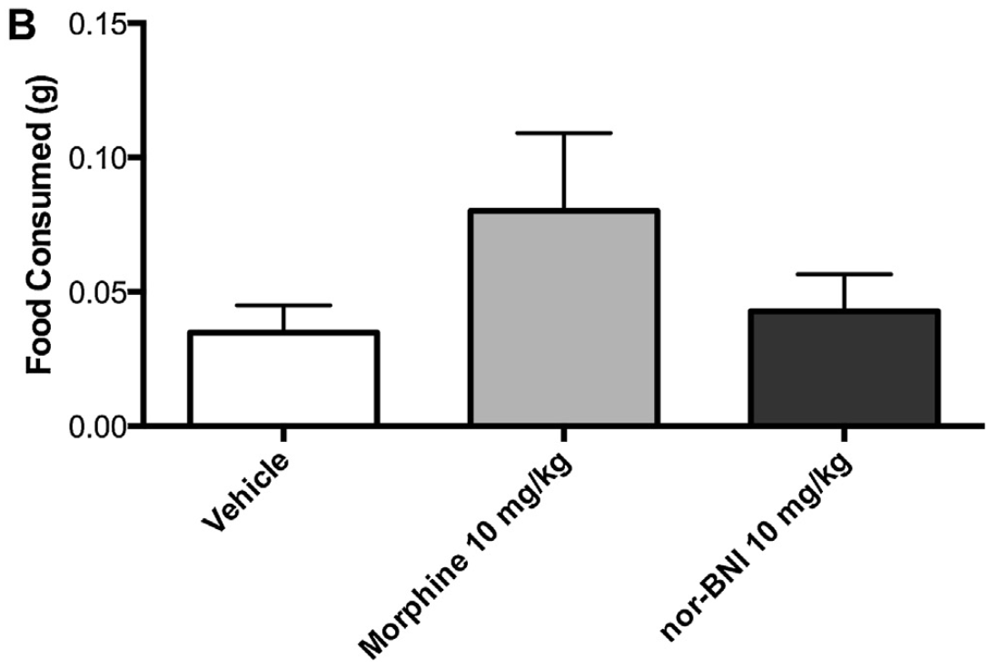 B
Food Consumed (g)
0.15
0.10
0.05
0.00
Vehicle
Morphine 10 mg/kg
nor-BNI 10 mg/kg